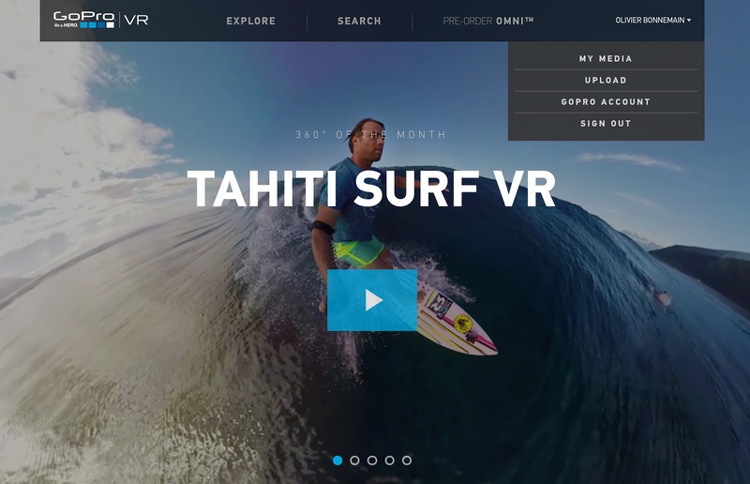 GoPro VR
Be a HERO.
EXPLORE
SEARCH
PRE-ORDER OMNI™
OLIVIER BONNEMAIN
MY MEDIA
UPLOAD
GOPRO ACCOUNT
SIGN OUT
360° OF THE MONTH
TAHITI SURF VR